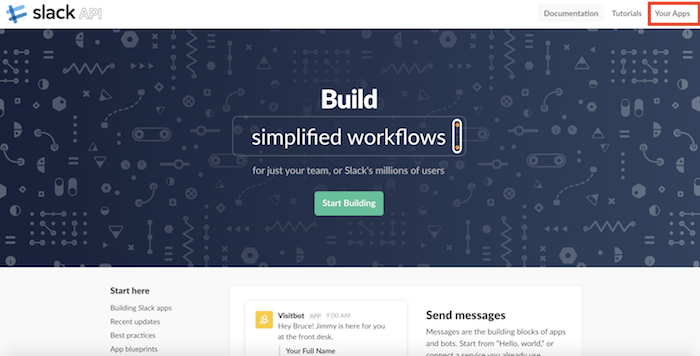 slack API
Documentation Tutorials Your Apps
Build
simplified workflows
for just your team, or Slack's millions of users
Start Building
Start here
Building Slack apps
Recent updates
Best practices
App blueprints
Visitbot APP 9:00 AM
Hey Bruce! Jimmy is here for you
at the front desk.
Your Full Name
Send messages
Messages are the building blocks of apps
and bots. Start from "Hello, world," or
connect a service you already use